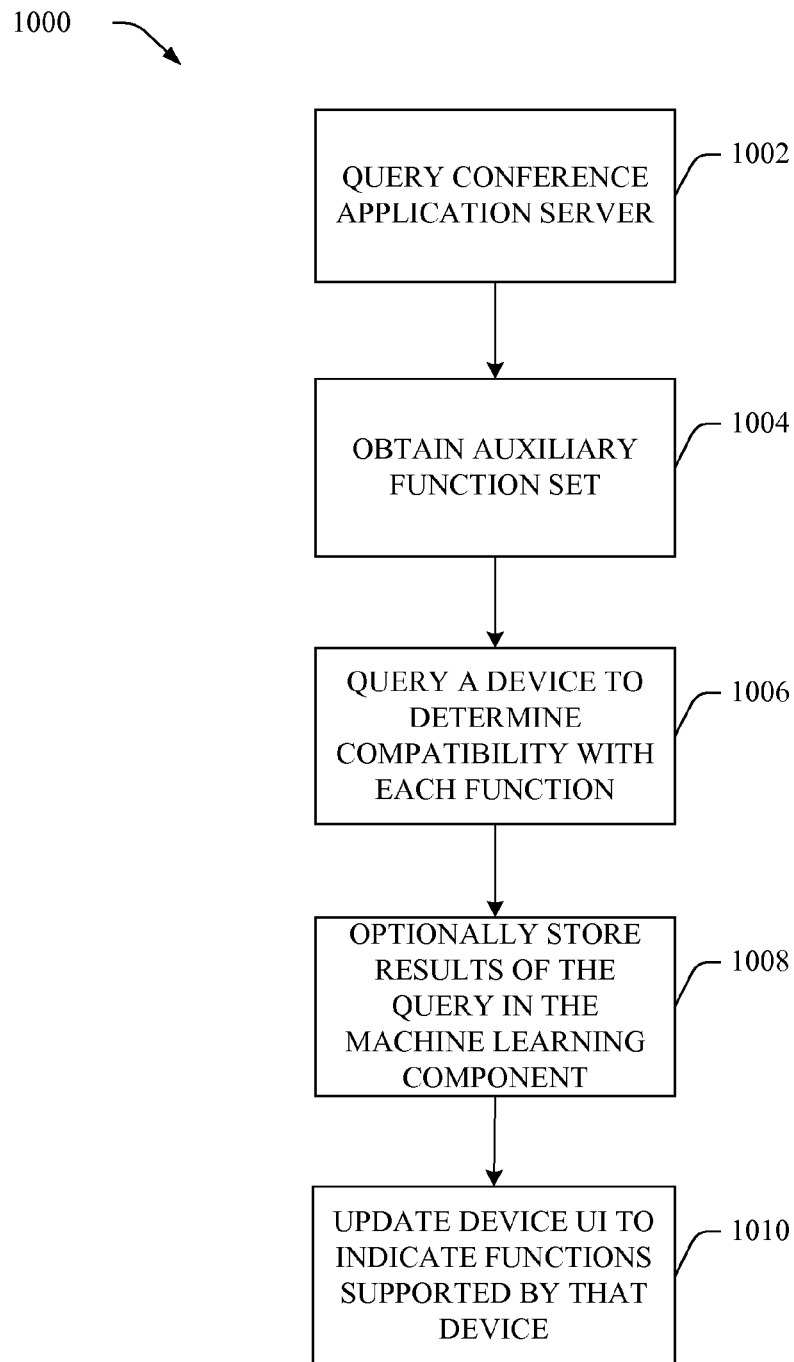 1000
QUERY CONFERENCE
APPLICATION SERVER
1002
OBTAIN AUXILIARY
FUNCTION SET
1004
QUERY A DEVICE TO
DETERMINE
COMPATIBILITY WITH
EACH FUNCTION
1006
OPTIONALLY STORE
RESULTS OF THE
QUERY IN THE
MACHINE LEARNING
COMPONENT
1008
UPDATE DEVICE UI TO
INDICATE FUNCTIONS
SUPPORTED BY THAT
DEVICE
1010